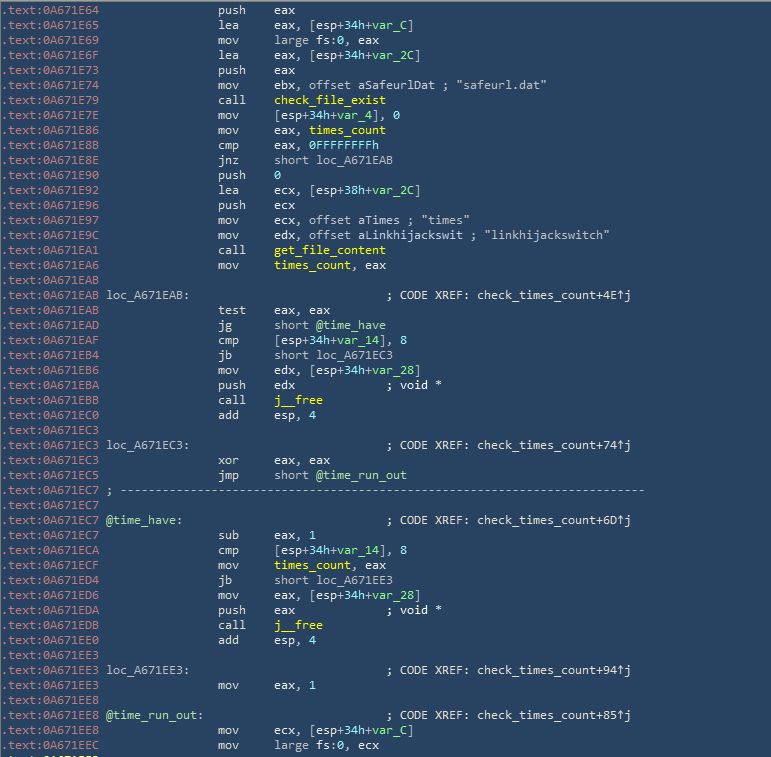 .text:0A671E64 push eax
.text:0A671E65 lea eax, [esp+34h+var_C]
.text:0A671E69 mov large fs:0, eax
.text:0A671E6F lea eax, [esp+34h+var_2C]
.text:0A671E73 push eax
.text:0A671E74 mov ebx, offset aSafeurlDat ; "safeurl.dat"
.text:0A671E79 call check_file_exist
.text:0A671E7E mov [esp+34h+var_4], 0
.text:0A671E86 mov eax, times_count
.text:0A671E8B cmp eax, 0FFFFFFFFh
.text:0A671E8E jnz short loc_A671EAB
.text:0A671E90 push 0
.text:0A671E92 lea ecx, [esp+38h+var_2C]
.text:0A671E96 push ecx
.text:0A671E97 mov ecx, offset aTimes ; "times"
.text:0A671E9C mov edx, offset aLinkhijackswit ; "linkhijackswitch"
.text:0A671EA1 call get_file_content
.text:0A671EA6 mov times_count, eax
.text:0A671EAB
.text:0A671EAB loc_A671EAB: ; CODE XREF: check_times_count+4E↑j
.text:0A671EAB test eax, eax
.text:0A671EAD jg short @time_have
.text:0A671EAF cmp [esp+34h+var_14], 8
.text:0A671EB4 jb short loc_A671EC3
.text:0A671EB6 mov edx, [esp+34h+var_28]
.text:0A671EBA push edx ; void *
.text:0A671EBB call j__free
.text:0A671EC0 add esp, 4
.text:0A671EC3
.text:0A671EC3 loc_A671EC3: ; CODE XREF: check_times_count+74↑j
.text:0A671EC3 xor eax, eax
.text:0A671EC5 jmp short @time_run_out
.text:0A671EC7 ; ---------------------------------------------------------------------------
.text:0A671EC7
.text:0A671EC7 @time_have: ; CODE XREF: check_times_count+6D↑j
.text:0A671EC7 sub eax, 1
.text:0A671ECA cmp [esp+34h+var_14], 8
.text:0A671ECF mov times_count, eax
.text:0A671ED4 jb short loc_A671EE3
.text:0A671ED6 mov eax, [esp+34h+var_28]
.text:0A671EDA push eax ; void *
.text:0A671EDB call j__free
.text:0A671EE0 add esp, 4
.text:0A671EE3
.text:0A671EE3 loc_A671EE3: ; CODE XREF: check_times_count+94↑j
.text:0A671EE3 mov eax, 1
.text:0A671EE8
.text:0A671EE8 @time_run_out: ; CODE XREF: check_times_count+85↑j
.text:0A671EE8 mov ecx, [esp+34h+var_C]
.text:0A671EEC mov large fs:0, ecx